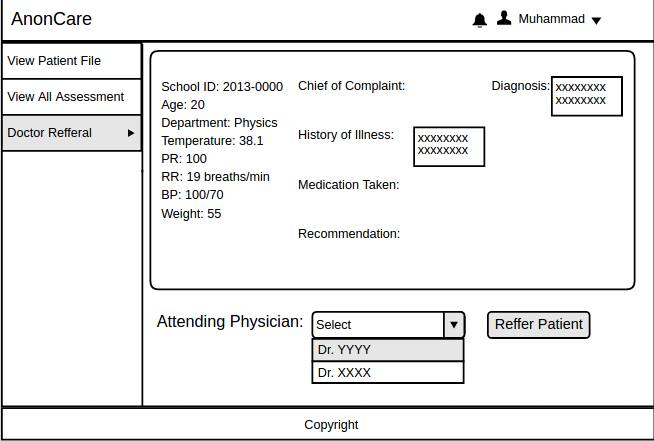 AnonCare
Muhammad
View Patient File
View All Assessment
Doctor Refferal
School ID: 2013-0000
Age: 20
Department: Physics
Temperature: 38.1
PR: 100
RR: 19 breaths/min
BP: 100/70
Weight: 55
Chief of Complaint:
History of Illness:
xxxxxxxx
xxxxxxxx
Medication Taken:
Recommendation:
Diagnosis:
xxxxxxxx
xxxxxxxx
Attending Physician:
Select
Dr. YYYY
Dr. XXXX
Reffer Patient
Copyright